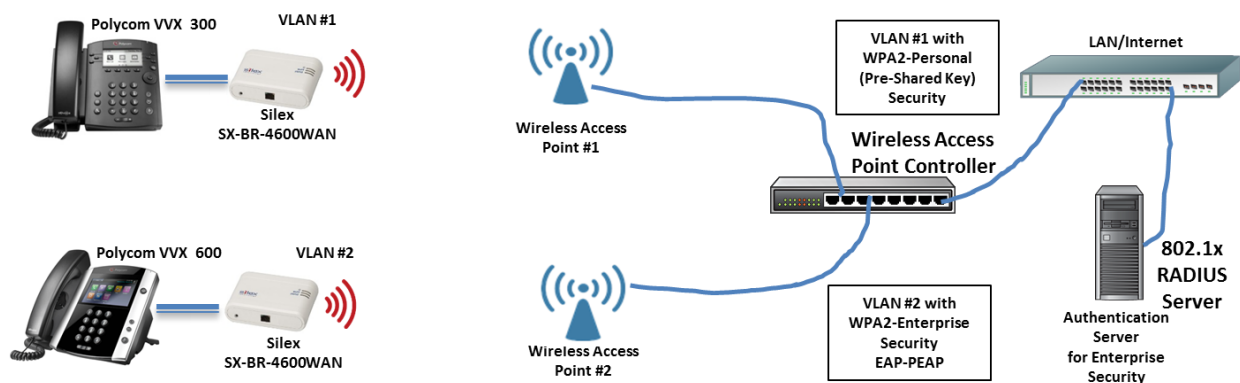 Polycom VVX 300
VLAN #1
Silex
SX-BR-4600WAN
Wireless Access
Point #1
VLAN #1 with
WPA2-Personal
(Pre-Shared Key)
Security
LAN/Internet
Wireless Access
Point Controller
Polycom VVX 600
VLAN #2
Silex
SX-BR-4600WAN
Wireless Access
Point #2
VLAN #2 with
WPA2-Enterprise
Security
EAP-PEAP
802.1x
RADIUS
Server
Authentication
Server
for Enterprise
Security